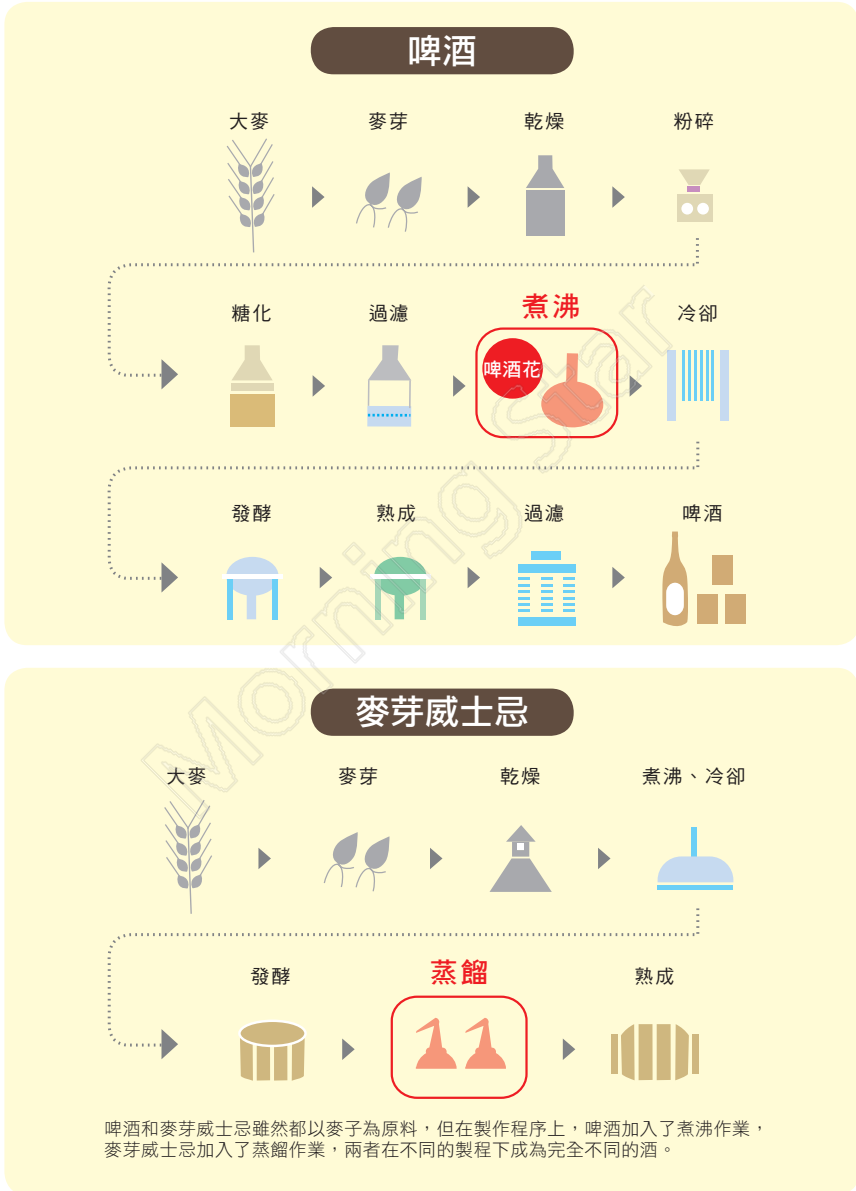 啤酒
大麥 麥芽 乾燥 粉碎
糖化 過濾 煮沸 冷卻
啤酒花
發酵 熟成 過濾 啤酒
麥芽威士忌
大麥 麥芽 乾燥 煮沸、冷卻
發酵 蒸餾 熟成
啤酒和麥芽威士忌雖然都以麥子為原料，但在製作程序上，啤酒加入了煮沸作業，
麥芽威士忌加入了蒸餾作業，兩者在不同的製程下成為完全不同的酒。
Morning Star